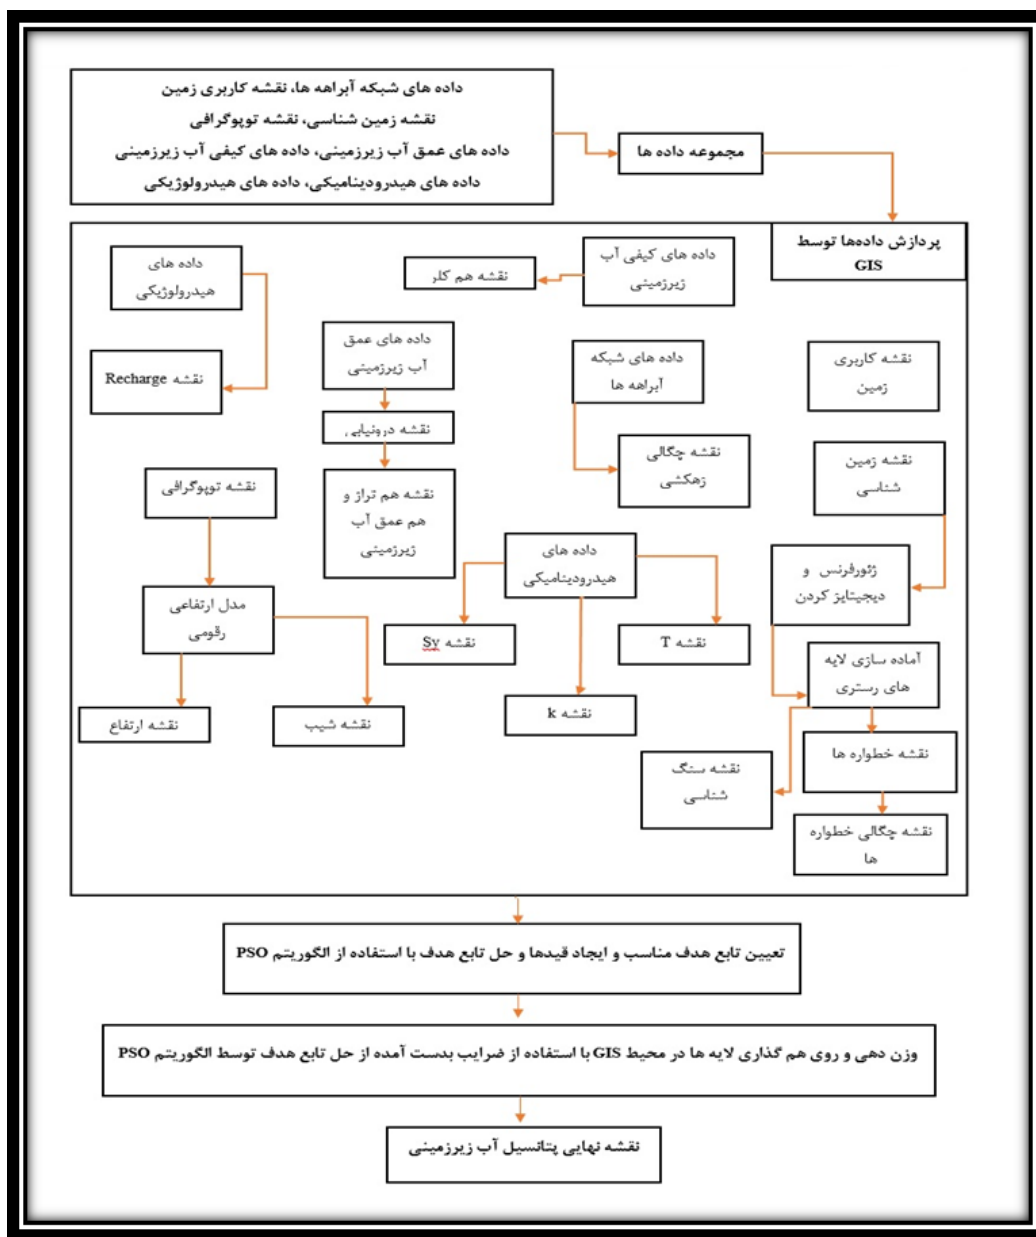 داده های شبکه آبراهه ها، نقشه کاربری زمین
نقشه زمین شناسی، نقشه توپوگرافی
داده های عمق آب زیرزمینی، داده های کیفی آب زیرزمینی
داده های هیدرودینامیکی، داده های هیدرولوژیکی
مجموعه داده ها
پردازش داده‌ها توسط
GIS
داده های کیفی آب
زیرزمینی
نقشه هم کلر
داده های
هیدرولوژیکی
نقشه Recharge
داده های عمق
آب زیرزمینی
نقشه درونیابی
نقشه هم تراز و
هم عمق آب
زیرزمینی
داده های شبکه
آبراهه ها
نقشه چگالی
زهکشی
نقشه کاربری
زمین
نقشه زمین
شناسی
ژئورفرنس و
دیجیتایز کردن
آماده سازی لایه
های رستری
نقشه خطواره ها
نقشه چگالی خطواره
ها
نقشه سنگ
شناسی
داده های
هیدرودینامیکی
نقشه T
نقشه k
نقشه Sy
نقشه توپوگرافی
مدل ارتفاعی
رقومی
نقشه شیب
نقشه ارتفاع
تعیین تابع هدف مناسب و ایجاد قیدها و حل تابع هدف با استفاده از الگوریتم PSO
وزن دهی و روی هم گذاری لایه ها در محیط GIS با استفاده از ضرایب بدست آمده از حل تابع هدف توسط الگوریتم PSO
نقشه نهایی پتانسیل آب زیرزمینی